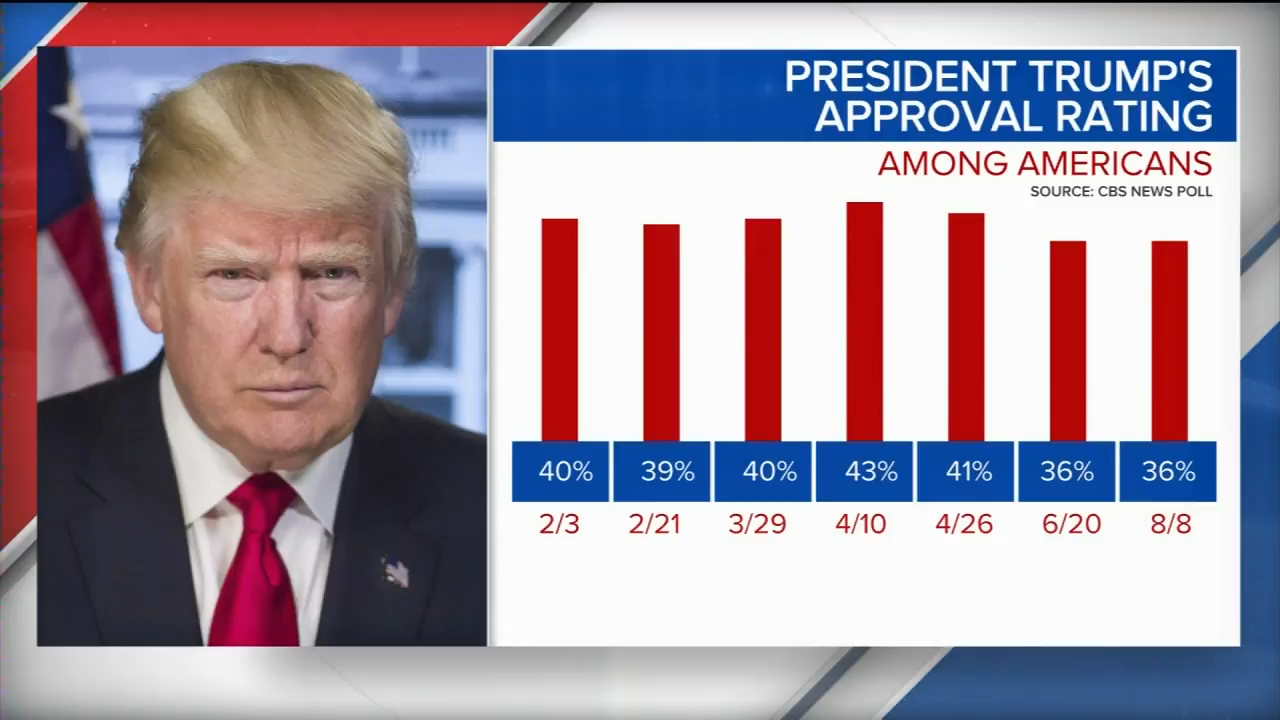 PRESIDENT TRUMP'S
APPROVAL RATING
AMONG AMERICANS
SOURCE: CBS NEWS POLL
40% 39% 40% 43% 41% 36% 36%
2/3 2/21 3/29 4/10 4/26 6/20 8/8